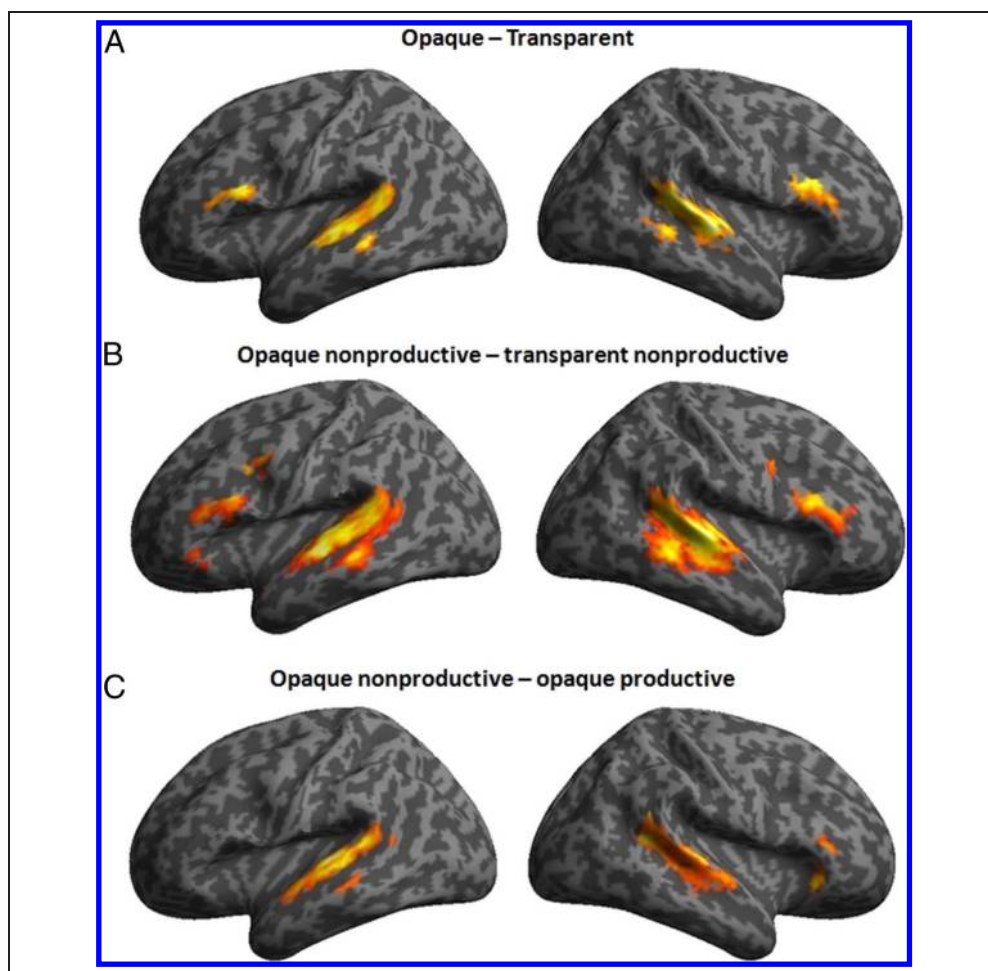 A
Opaque – Transparent
B
Opaque nonproductive – transparent nonproductive
C
Opaque nonproductive – opaque productive